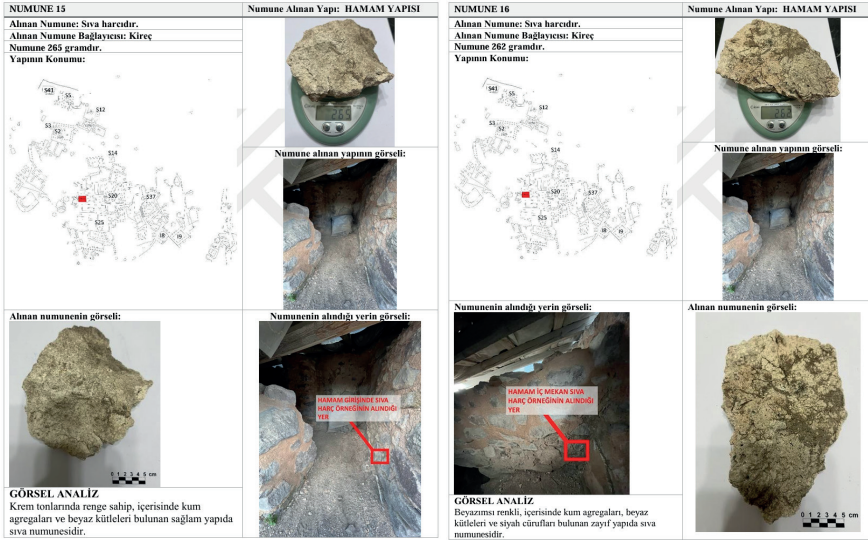 NUMUNE 15
Numune Alınan Yapı: HAMAM YAPISI
Alınan Numune: Sıva harcıdır.
Alınan Numune Bağlayıcısı: Kireç
Numune 265 gramdır.
Yapının Konumu:
S41
S5
S12
S3
S2
S14
S20
S37
S25
I8
I9
265
Numune alınan yapının görseli:
Alınan numunenin görseli:
0 1 2 3 4 5 cm
Numunenin alındığı yerin görseli:
HAMAM GİRİŞİNDE SIVA
HARÇ ÖRNEĞİNİN ALINDIĞI
YER
GÖRSEL ANALİZ
Krem tonlarında renge sahip, içerisinde kum
agregaları ve beyaz kütleleri bulunan sağlam yapıda
sıva numunesidir.
NUMUNE 16
Numune Alınan Yapı: HAMAM YAPISI
Alınan Numune: Sıva harcıdır.
Alınan Numune Bağlayıcısı: Kireç
Numune 262 gramdır.
Yapının Konumu:
S41
S5
S12
S3
S2
S14
S20
S37
S25
I8
I9
Numune alınan yapının görseli:
Numunenin alındığı yerin görseli:
HAMAM İÇ MEKAN SIVA
HARÇ ÖRNEĞİNİN ALINDIĞI
YER
Alınan numunenin görseli:
0 1 2 3 4 5 cm
GÖRSEL ANALİZ
Beyazımsı renkli, içerisinde kum agregaları, beyaz
kütleleri ve siyah cürufları bulunan zayıf yapıda sıva
numunesidir.